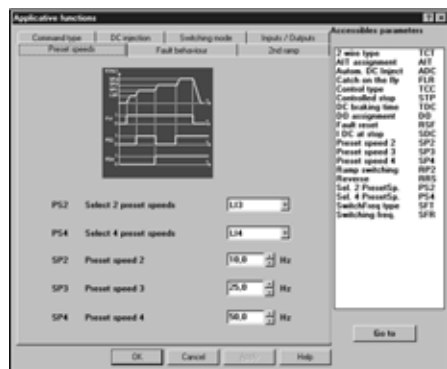 Applicative functions
Command type
DC injection
Switching mode
Inputs / Outputs
Preset speeds
Fault behaviour
2nd ramp
PS2 Select 2 preset speeds LI3
PS4 Select 4 preset speeds LI4
SP2 Preset speed 2 10,0 Hz
SP3 Preset speed 3 25,0 Hz
SP4 Preset speed 4 50,0 Hz
OK
Cancel
Apply
Help
Accessibles parameters
2 wire type TCT
AIT assignment AIT
Autom. DC Inject ADC
Catch on the fly FLR
Control type TCC
Controlled stop STP
DC braking time TDC
DO assignment DO
Fault reset RSF
I DC at stop SDC
Preset speed 2 SP2
Preset speed 3 SP3
Preset speed 4 SP4
Ramp switching RP2
Reverse RRS
Sel. 2 PresetSp. PS2
Sel. 4 PresetSp. PS4
SwitchFreq type SFT
Switching freq. SFR
Go to